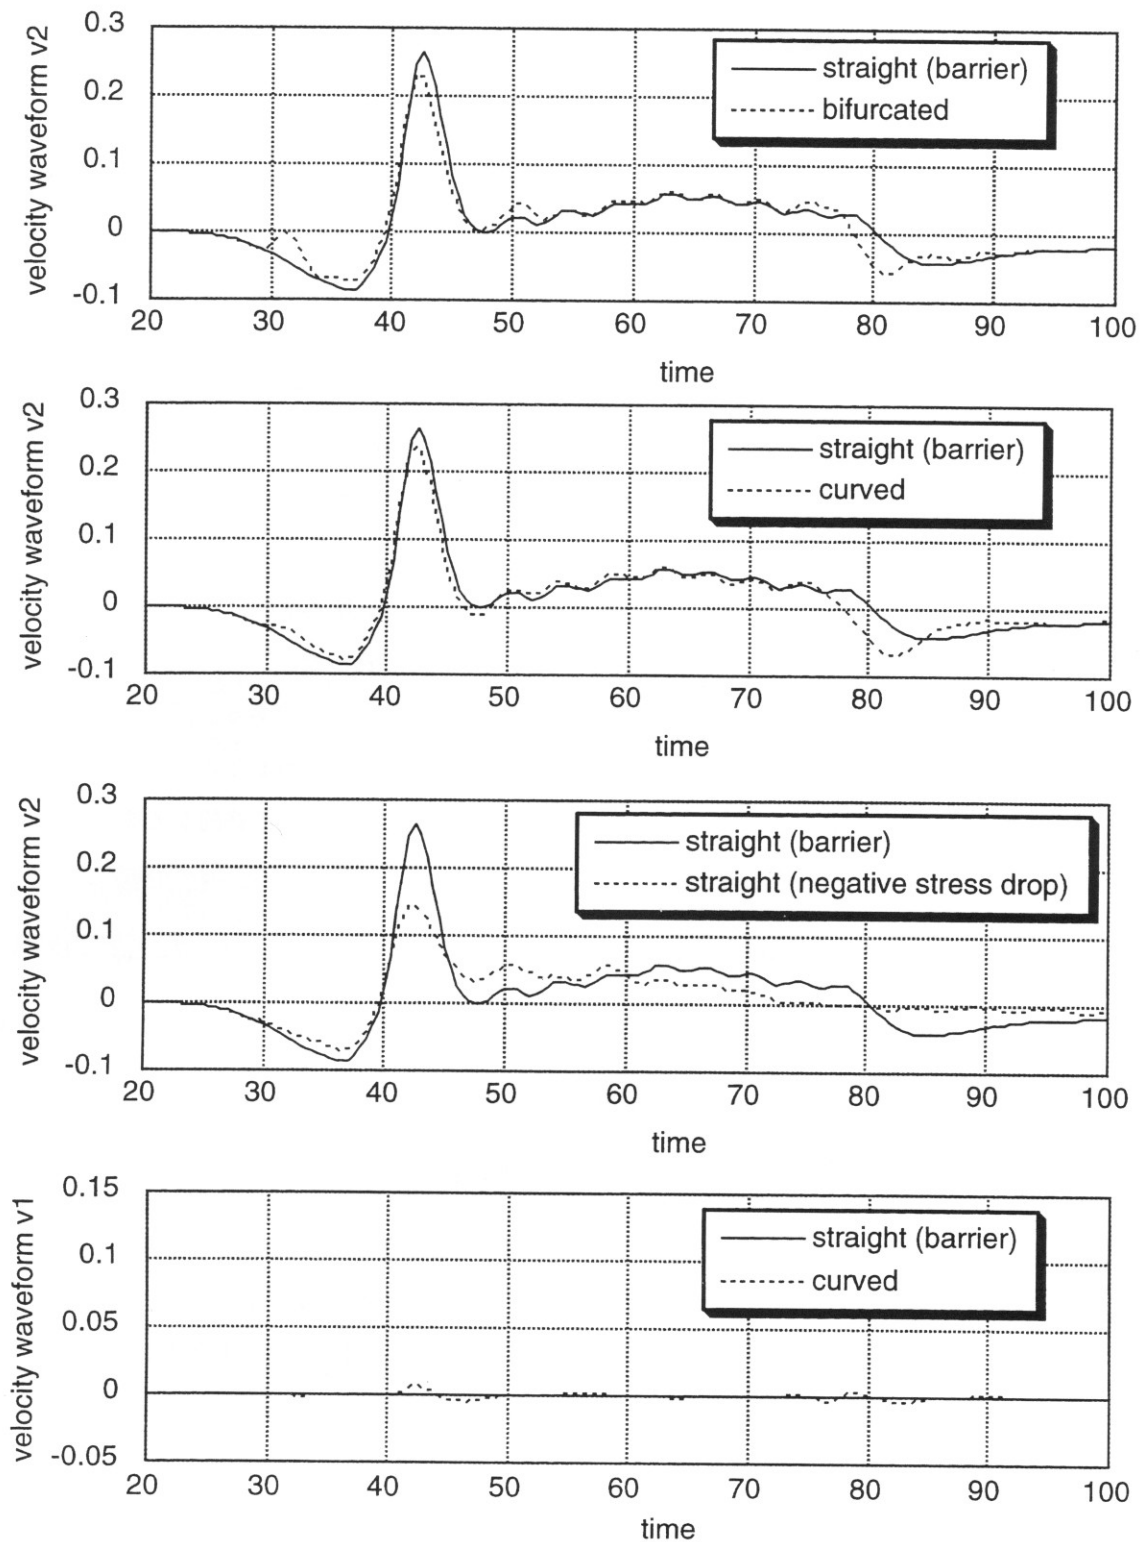 velocity waveform v2
0.3
0.2
0.1
0
-0.1
straight (barrier)
bifurcated
20 30 40 50 60 70 80 90 100
time
velocity waveform v2
0.3
0.2
0.1
0
-0.1
straight (barrier)
curved
20 30 40 50 60 70 80 90 100
time
velocity waveform v2
0.3
0.2
0.1
0
-0.1
straight (barrier)
straight (negative stress drop)
20 30 40 50 60 70 80 90 100
time
velocity waveform v1
0.15
0.1
0.05
0
-0.05
straight (barrier)
curved
20 30 40 50 60 70 80 90 100
time